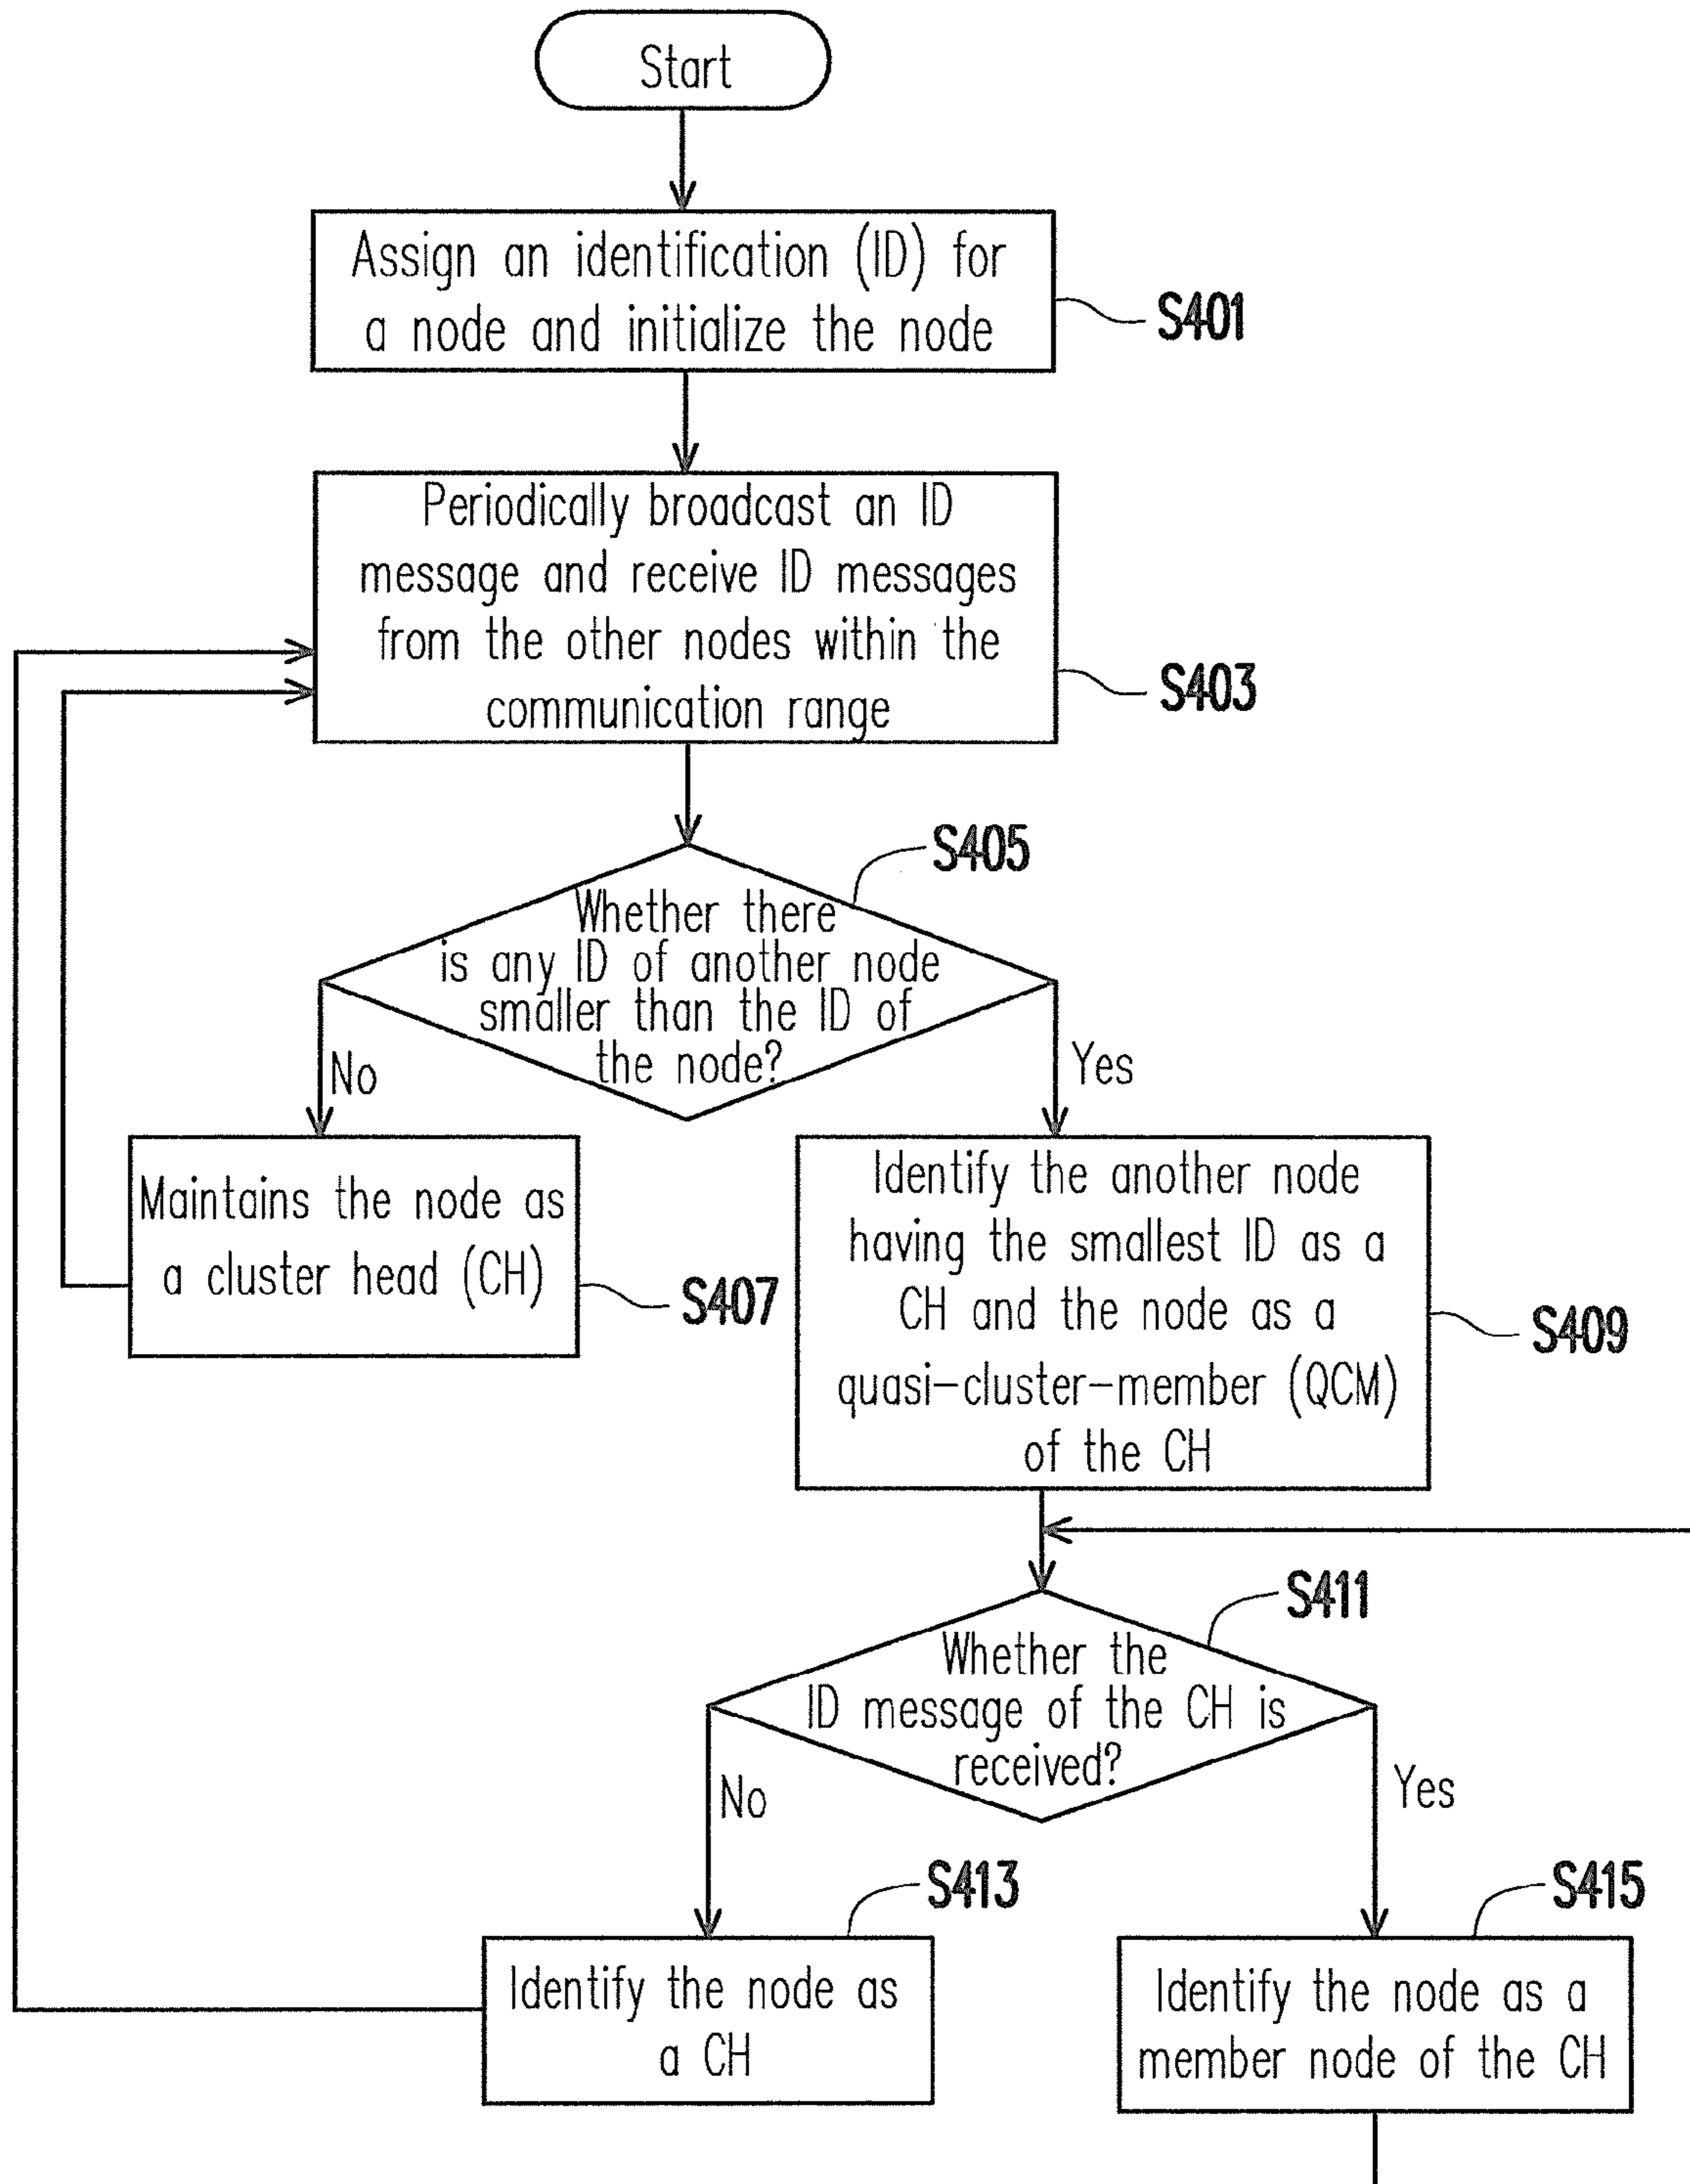 Start
Assign an identification (ID) for
a node and initialize the node
S401
Periodically broadcast an ID
message and receive ID messages
from the other nodes within the
communication range
S403
S405
Whether there
is any ID of another node
smaller than the ID of
the node?
No
Yes
Maintains the node as
a cluster head (CH)
S407
Identify the another node
having the smallest ID as a
CH and the node as a
quasi-cluster-member (QCM)
of the CH
S409
S411
Whether the
ID message of the CH is
received?
No
Yes
S413
Identify the node as
a CH
S415
Identify the node as a
member node of the CH